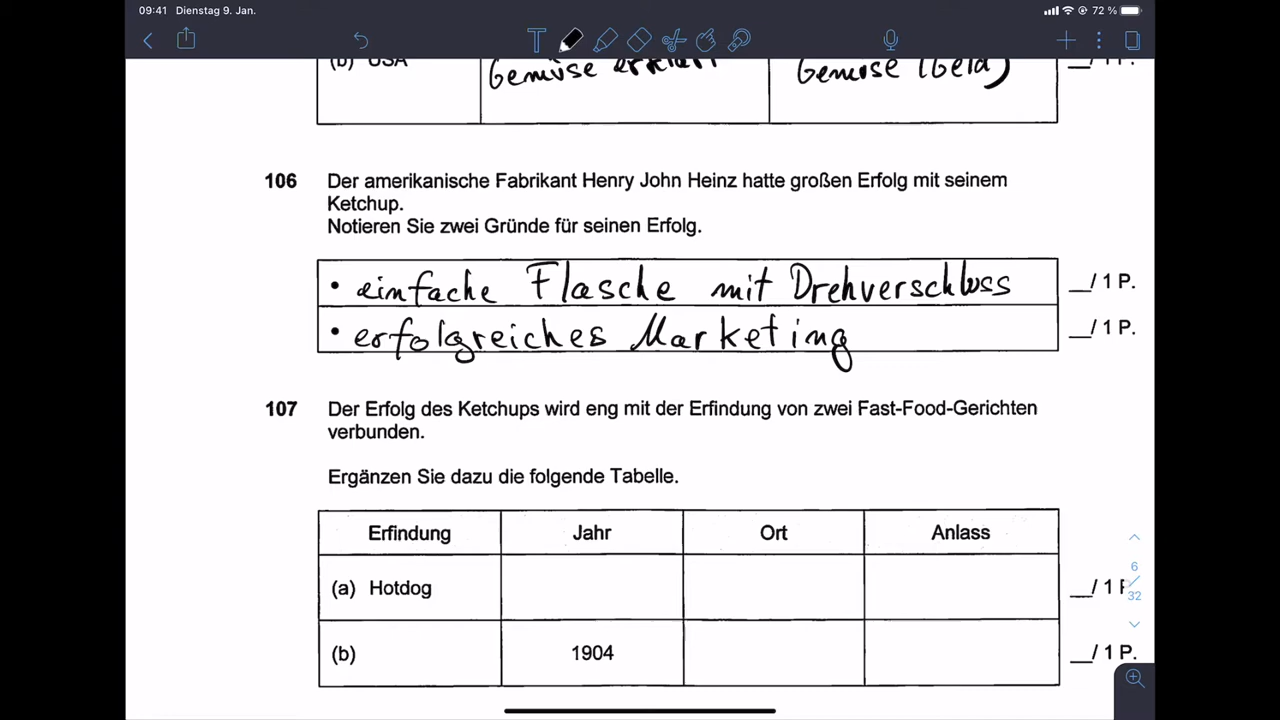 09:41 Dienstag 9. Jan.
72 %
(b) USA
Gemüse erklärt
Gemüse (Geld)
__/ 1 P.
106 Der amerikanische Fabrikant Henry John Heinz hatte großen Erfolg mit seinem
Ketchup.
Notieren Sie zwei Gründe für seinen Erfolg.
• einfache Flasche mit Drehverschluss
__/ 1 P.
• erfolgreiches Marketing
__/ 1 P.
107 Der Erfolg des Ketchups wird eng mit der Erfindung von zwei Fast-Food-Gerichten
verbunden.
Ergänzen Sie dazu die folgende Tabelle.
Erfindung Jahr Ort Anlass
(a) Hotdog
__/ 1 P
(b) 1904
__/ 1 P.
6
32